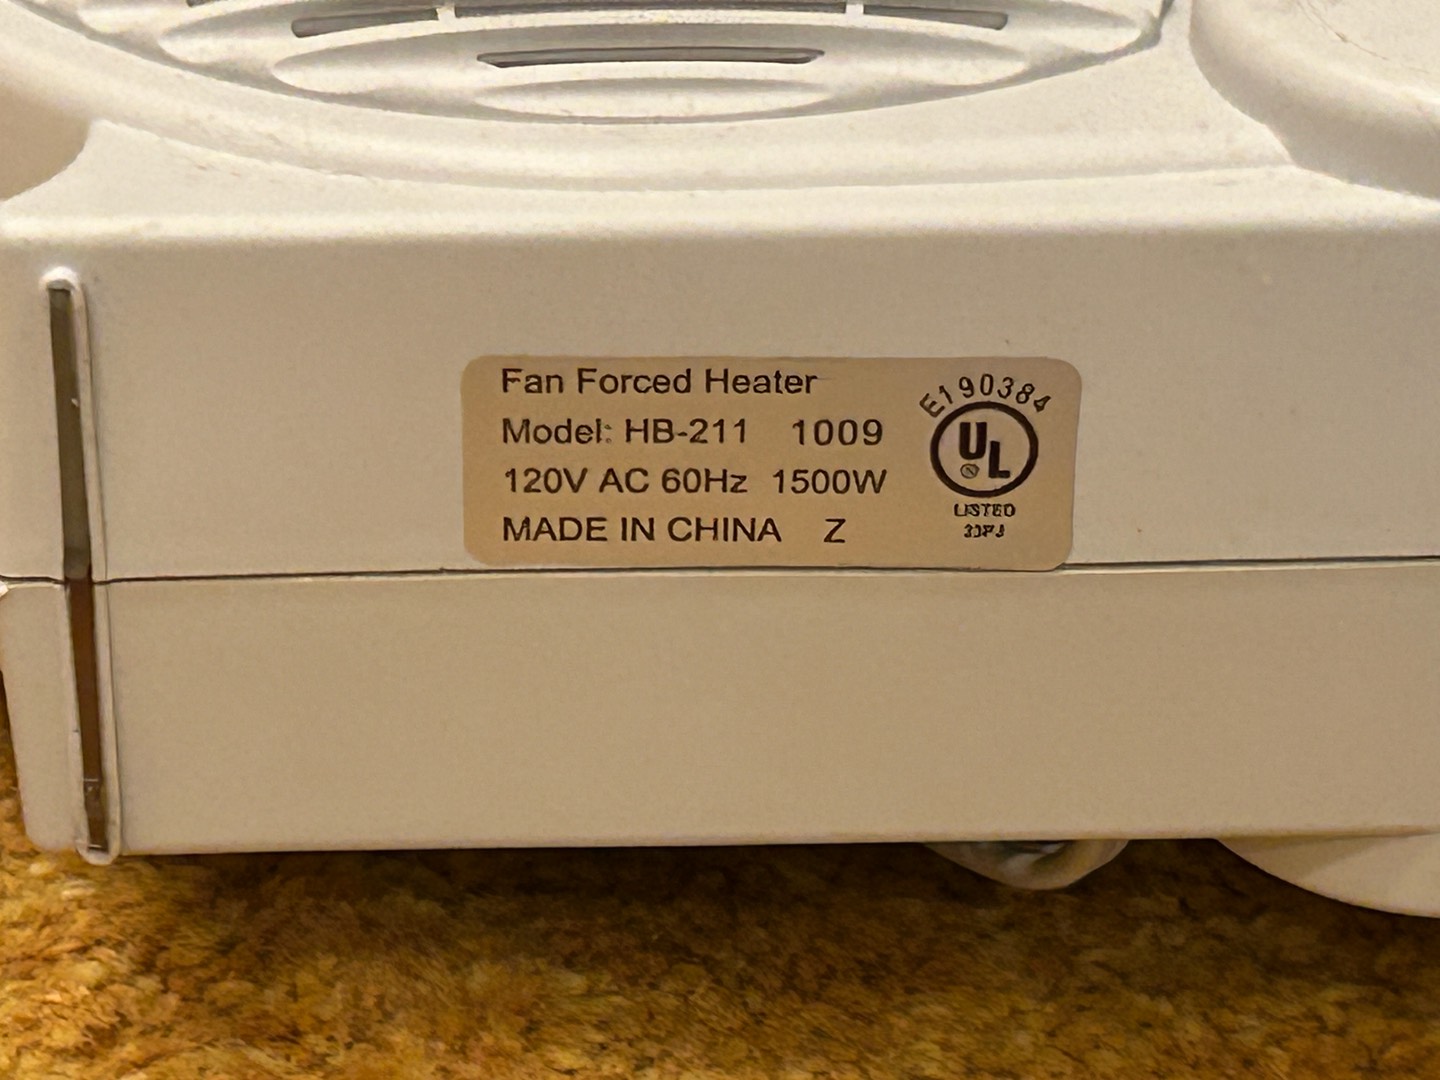 Fan Forced Heater
Model: HB-211 1009
120V AC 60Hz 1500W
MADE IN CHINA Z
E190384
UL
LISTED